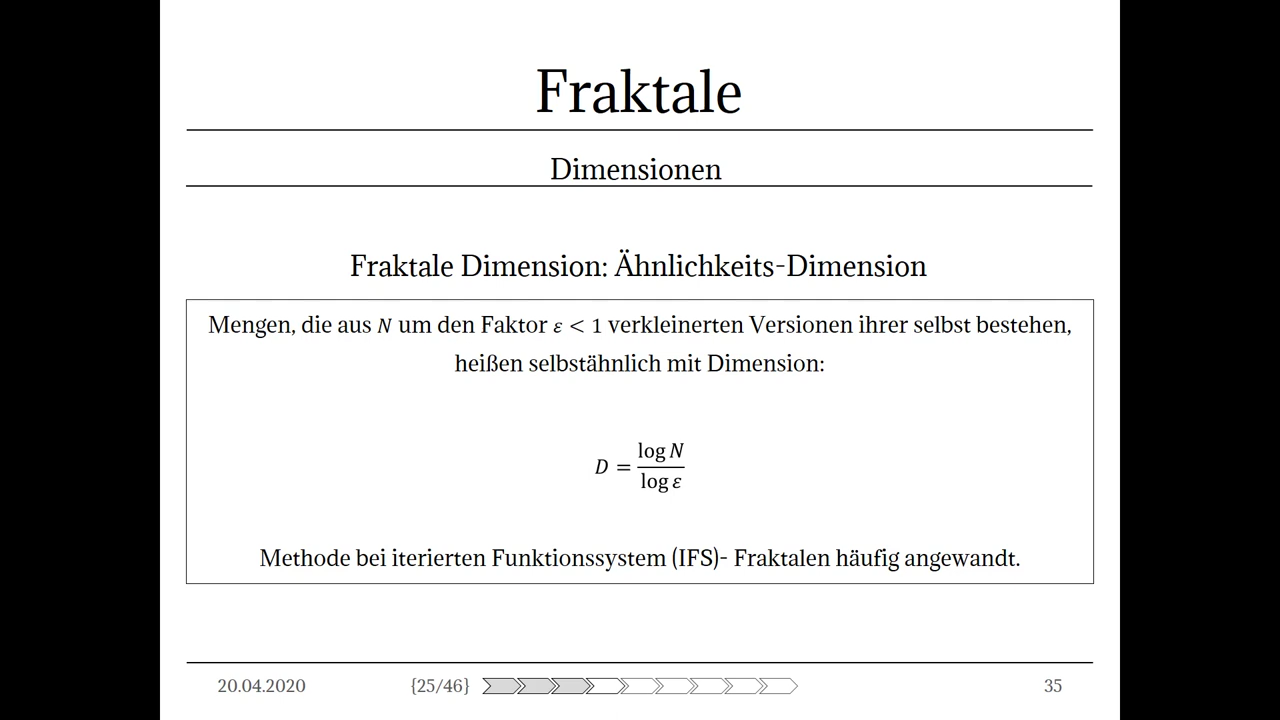 Fraktale
Dimensionen
Fraktale Dimension: Ähnlichkeits-Dimension
Mengen, die aus N um den Faktor ε < 1 verkleinerten Versionen ihrer selbst bestehen,
heißen selbstähnlich mit Dimension:
D = log N / log ε
Methode bei iterierten Funktionssystem (IFS)- Fraktalen häufig angewandt.
20.04.2020 {25/46} 35